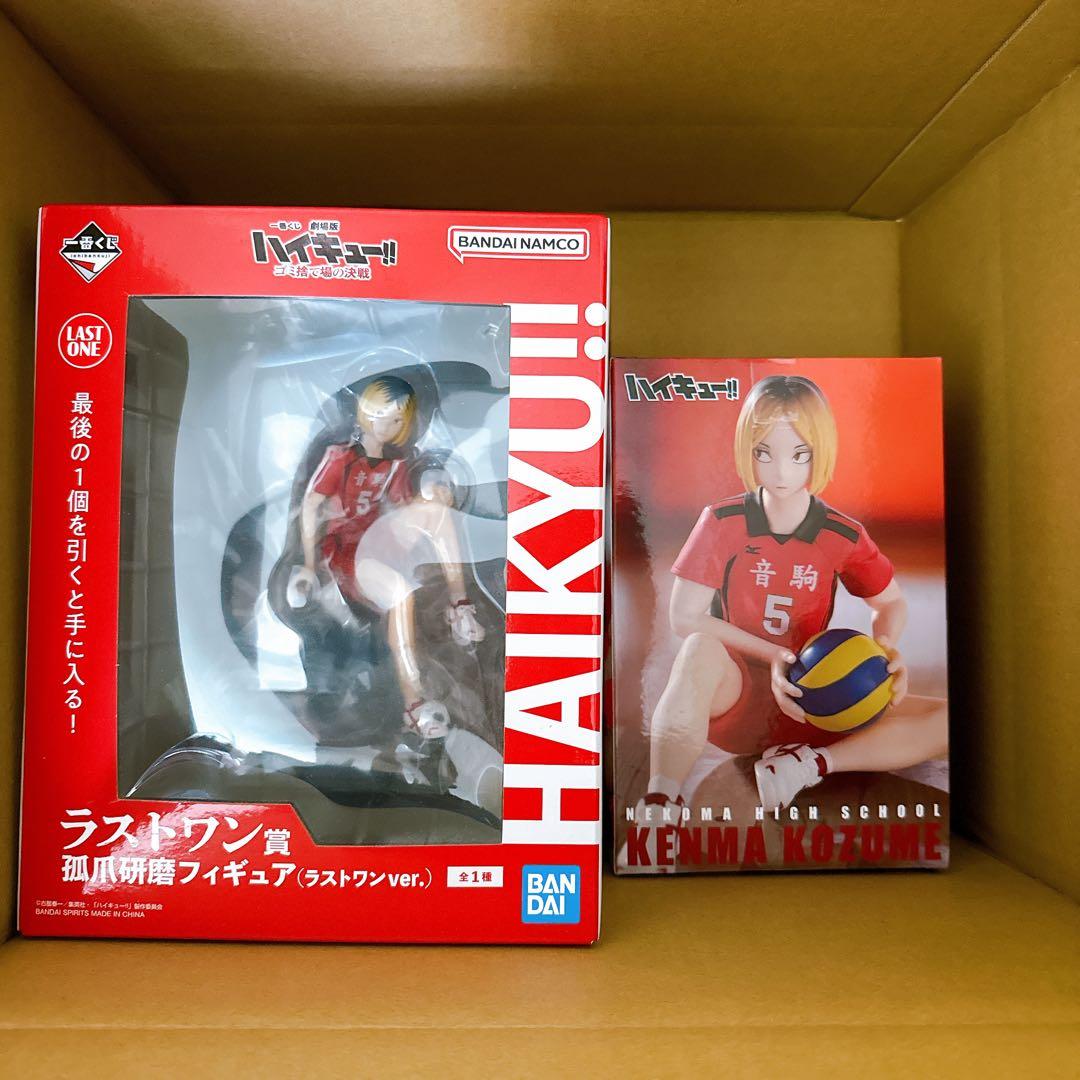 一番くじ
(ichibankuji)
一番くじ 劇場版
ハイキュー!!
ゴミ捨て場の決戦
BANDAI NAMCO
LAST
ONE
最後の1個を引くと手に入る!
HAIKYU!!
音駒
5
ラストワン賞
孤爪研磨フィギュア(ラストワンver.)
全1種
©古舘春一/集英社・「ハイキュー!!」製作委員会
BANDAI SPIRITS MADE IN CHINA
BAN
DAI
ハイキュー!!
音駒
5
NEKOMA HIGH SCHOOL
KENMA KOZUME